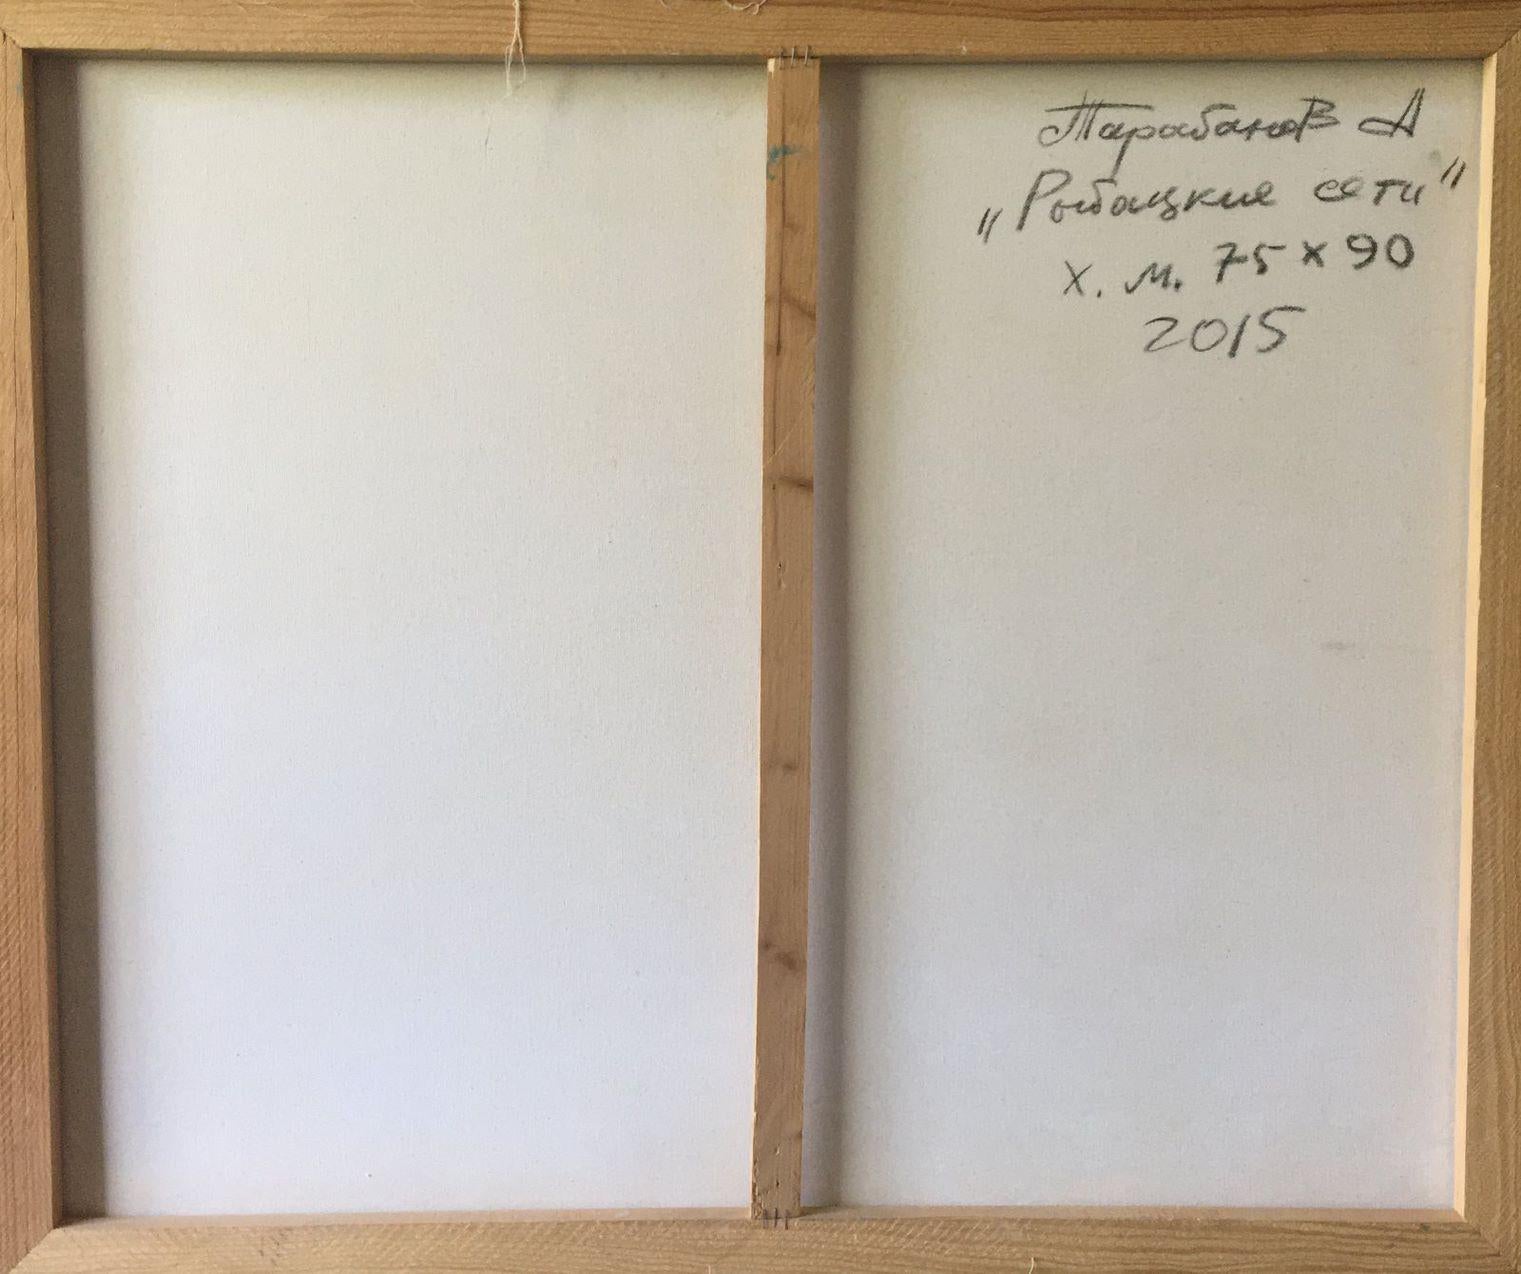 Тарабанов А
„Рыбацкие сети"
х. м. 75 х 90
2015